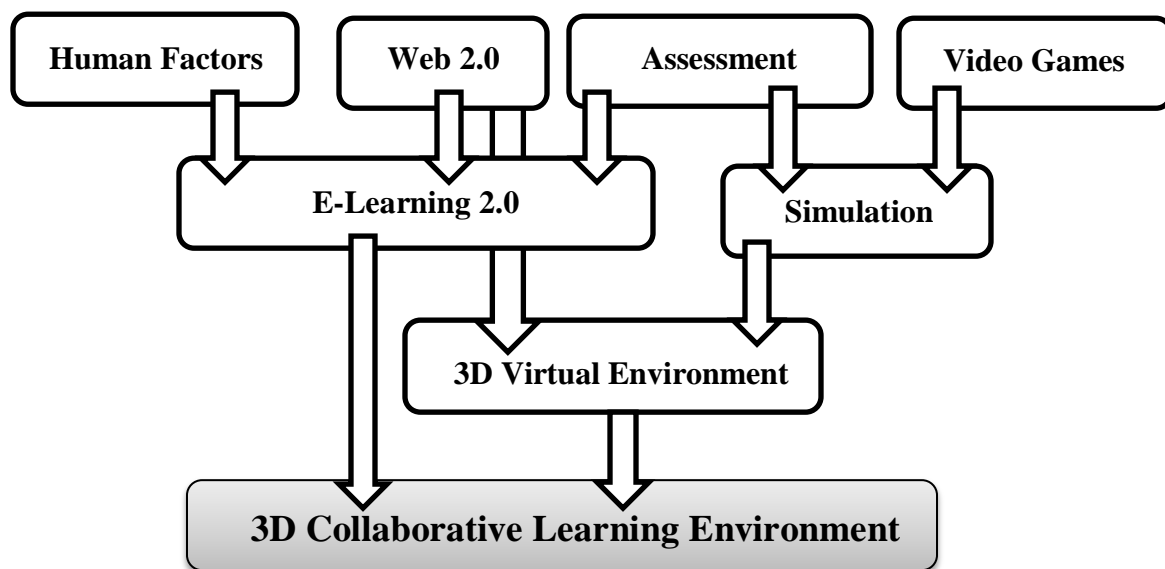 Human Factors
Web 2.0
Assessment
Video Games
E-Learning 2.0
Simulation
3D Virtual Environment
3D Collaborative Learning Environment